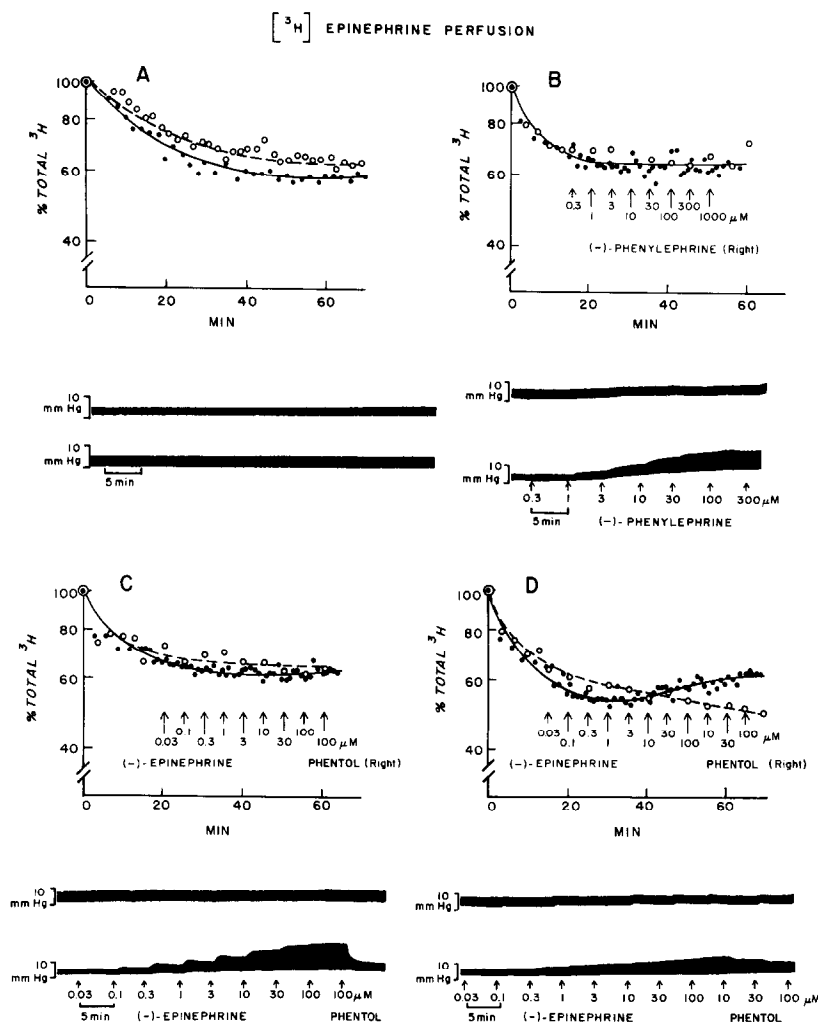 [³H] EPINEPHRINE PERFUSION
A
% TOTAL ³H
100
80
60
40
0 20 40 60
MIN
B
% TOTAL ³H
100
80
60
40
0.3 3 30 300
1 10 100 1000 μM
(-)-PHENYLEPHRINE (Right)
0 20 40 60
MIN
10
mm Hg
10
mm Hg
5 min
10
mm Hg
10
mm Hg
0.3 1 3 10 30 100 300 μM
5 min (-)-PHENYLEPHRINE
C
% TOTAL ³H
100
80
60
40
0.03 0.1 0.3 1 3 10 30 100 100 μM
(-)-EPINEPHRINE PHENTOL (Right)
0 20 40 60
MIN
D
% TOTAL ³H
100
80
60
40
0.03 0.3 3 30 10 100 μM
0.1 1 10 100 30
(-)-EPINEPHRINE PHENTOL (Right)
0 20 40 60
MIN
10
mm Hg
10
mm Hg
0.03 0.1 0.3 1 3 10 30 100 100 μM
5 min (-)-EPINEPHRINE PHENTOL
10
mm Hg
10
mm Hg
0.03 0.1 0.3 1 3 10 30 100 10 30 100 μM
5 min (-)-EPINEPHRINE PHENTOL